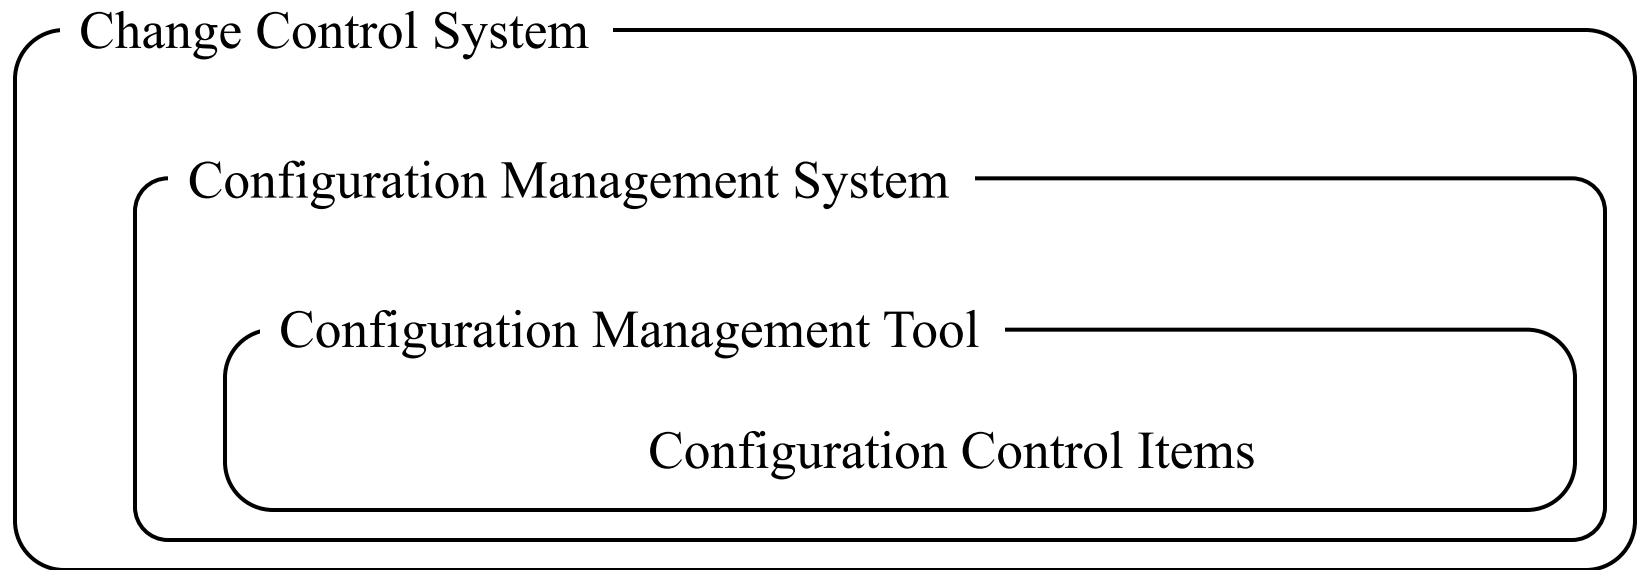 Change Control System
Configuration Management System
Configuration Management Tool
Configuration Control Items